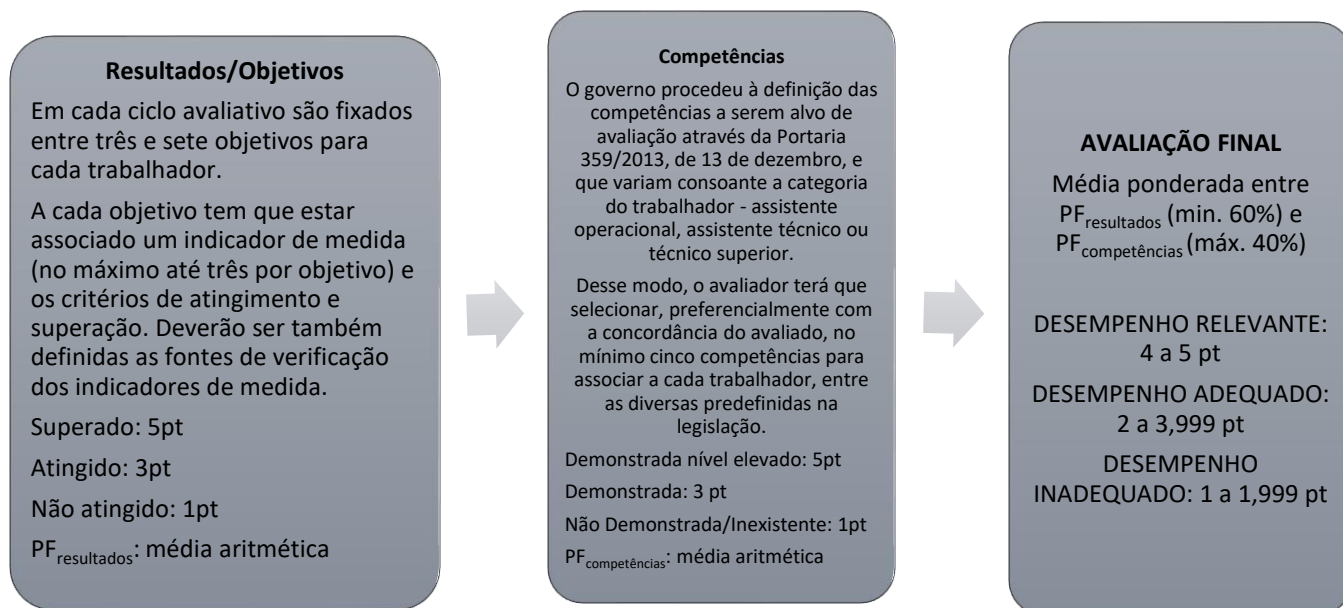 Resultados/Objetivos
Em cada ciclo avaliativo são fixados
entre três e sete objetivos para
cada trabalhador.
A cada objetivo tem que estar
associado um indicador de medida
(no máximo até três por objetivo) e
os critérios de atingimento e
superação. Deverão ser também
definidas as fontes de verificação
dos indicadores de medida.
Superado: 5pt
Atingido: 3pt
Não atingido: 1pt
PFresultados: média aritmética
Competências
O governo procedeu à definição das
competências a serem alvo de
avaliação através da Portaria
359/2013, de 13 de dezembro, e
que variam consoante a categoria
do trabalhador - assistente
operacional, assistente técnico ou
técnico superior.
Desse modo, o avaliador terá que
selecionar, preferencialmente com
a concordância do avaliado, no
mínimo cinco competências para
associar a cada trabalhador, entre
as diversas predefinidas na
legislação.
Demonstrada nível elevado: 5pt
Demonstrada: 3 pt
Não Demonstrada/Inexistente: 1pt
PFcompetências: média aritmética
AVALIAÇÃO FINAL
Média ponderada entre
PFresultados (min. 60%) e
PFcompetências (máx. 40%)
DESEMPENHO RELEVANTE:
4 a 5 pt
DESEMPENHO ADEQUADO:
2 a 3,999 pt
DESEMPENHO
INADEQUADO: 1 a 1,999 pt